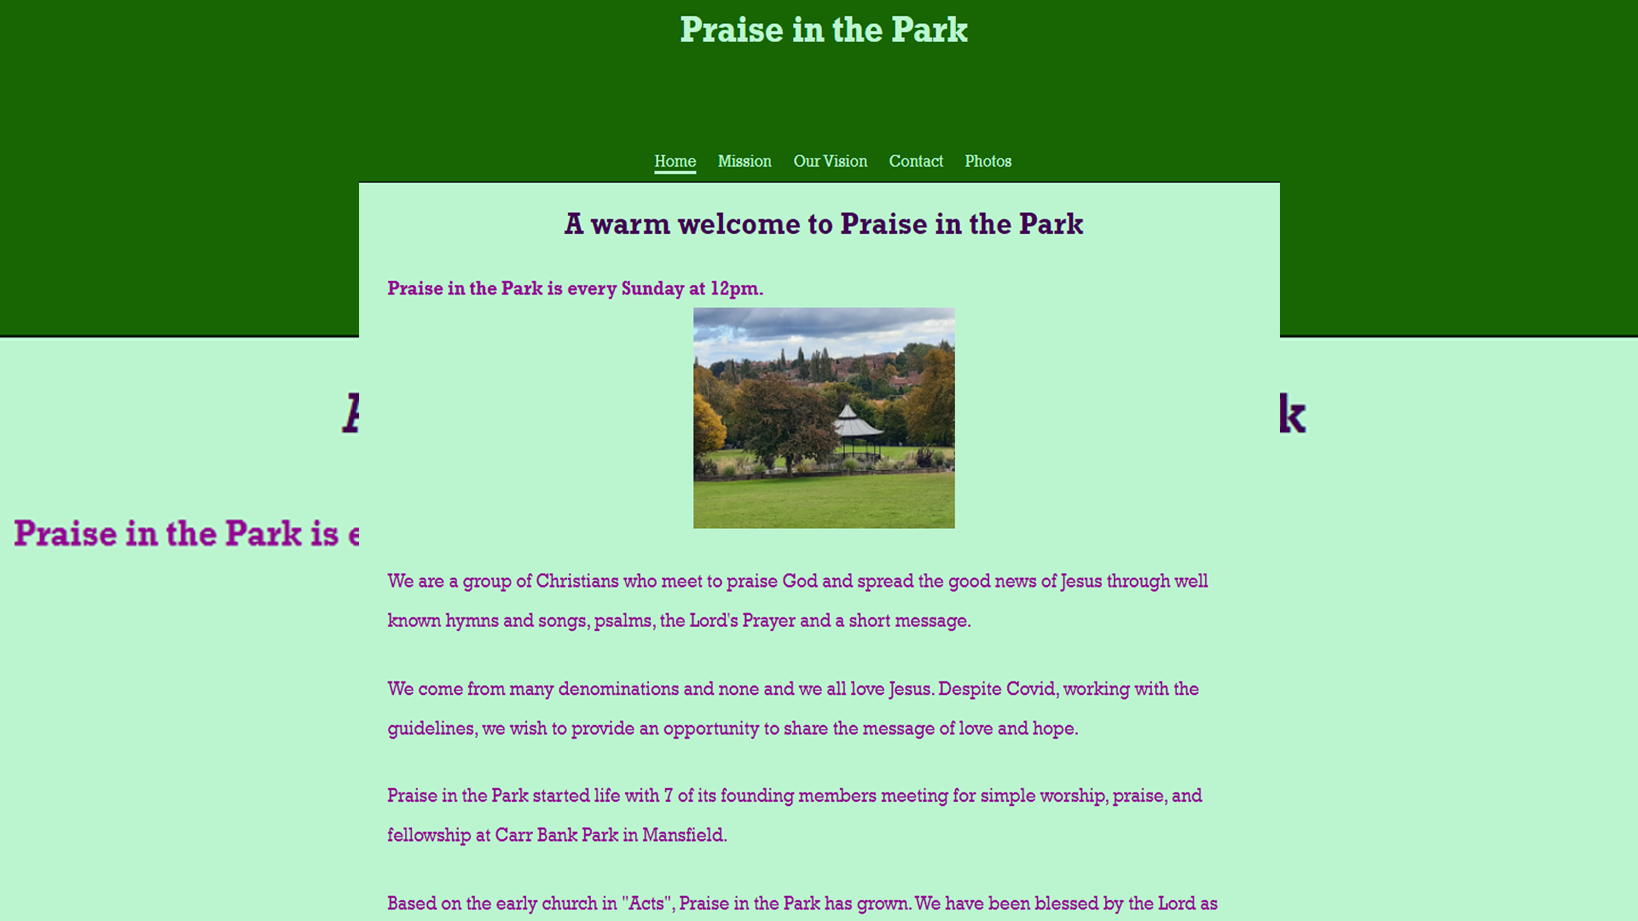 Praise in the Park
Home Mission Our Vision Contact Photos
A warm welcome to Praise in the Park
Praise in the Park is every Sunday at 12pm.
k
Praise in the Park is e
We are a group of Christians who meet to praise God and spread the good news of Jesus through well
known hymns and songs, psalms, the Lord's Prayer and a short message.
We come from many denominations and none and we all love Jesus. Despite Covid, working with the
guidelines, we wish to provide an opportunity to share the message of love and hope.
Praise in the Park started life with 7 of its founding members meeting for simple worship, praise, and
fellowship at Carr Bank Park in Mansfield.
Based on the early church in "Acts", Praise in the Park has grown. We have been blessed by the Lord as